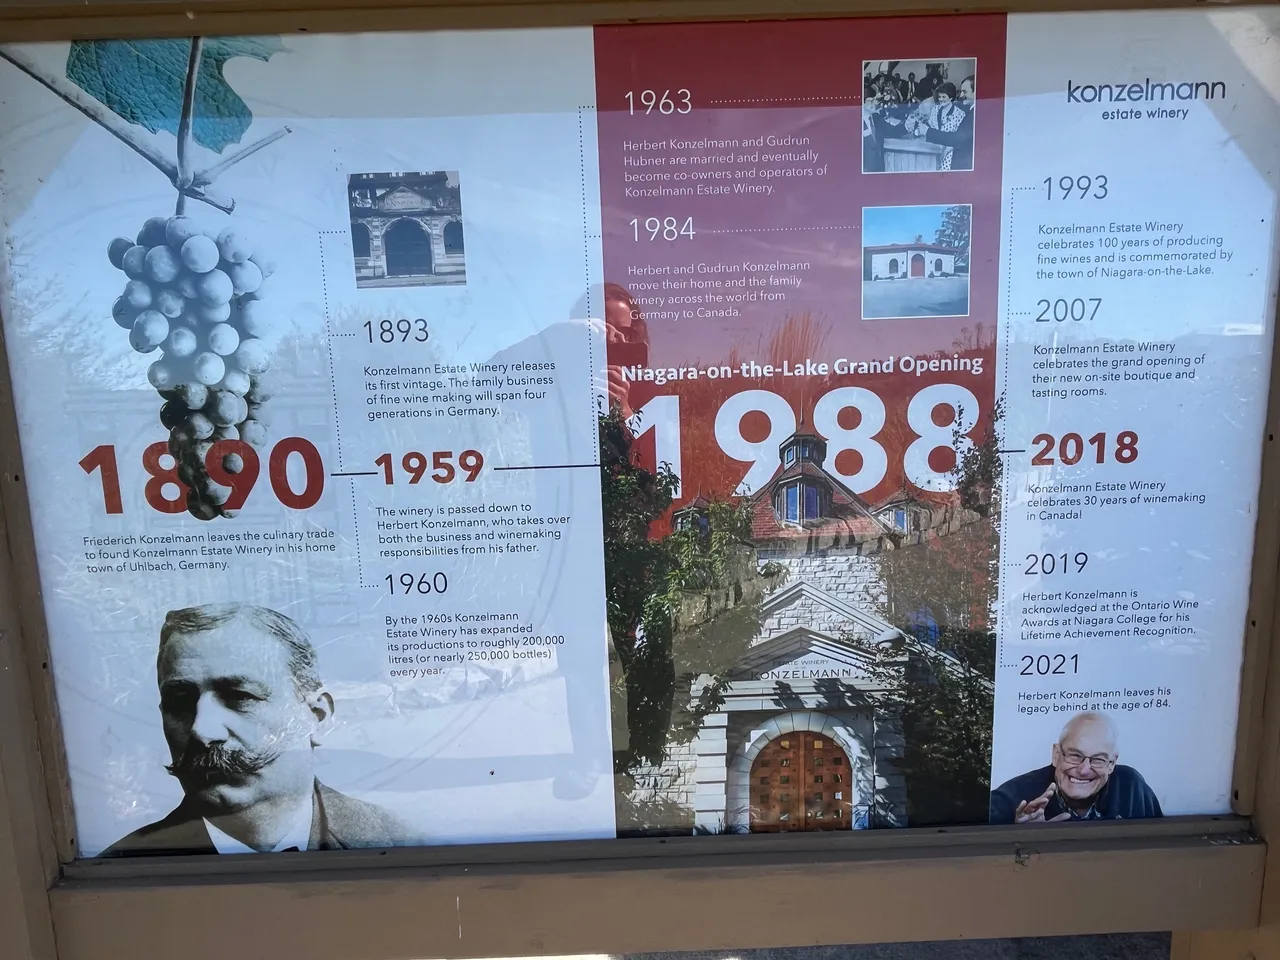 1890
Friederich Konzelmann leaves the culinary trade
to found Konzelmann Estate Winery in his home
town of Uhlbach, Germany.
1893
Konzelmann Estate Winery releases
its first vintage. The family business
of fine wine making will span four
generations in Germany.
1959
The winery is passed down to
Herbert Konzelmann, who takes over
both the business and winemaking
responsibilities from his father.
1960
By the 1960s Konzelmann
Estate Winery has expanded
its productions to roughly 200,000
litres (or nearly 250,000 bottles)
every year.
1963
Herbert Konzelmann and Gudrun
Hubner are married and eventually
become co-owners and operators of
Konzelmann Estate Winery.
1984
Herbert and Gudrun Konzelmann
move their home and the family
winery across the world from
Germany to Canada.
Niagara-on-the-Lake Grand Opening
1988
ESTATE WINERY
KONZELMANN
konzelmann
estate winery
1993
Konzelmann Estate Winery
celebrates 100 years of producing
fine wines and is commemorated by
the town of Niagara-on-the-Lake.
2007
Konzelmann Estate Winery
celebrates the grand opening of
their new on-site boutique and
tasting rooms.
2018
Konzelmann Estate Winery
celebrates 30 years of winemaking
in Canada!
2019
Herbert Konzelmann is
acknowledged at the Ontario Wine
Awards at Niagara College for his
Lifetime Achievement Recognition.
2021
Herbert Konzelmann leaves his
legacy behind at the age of 84.